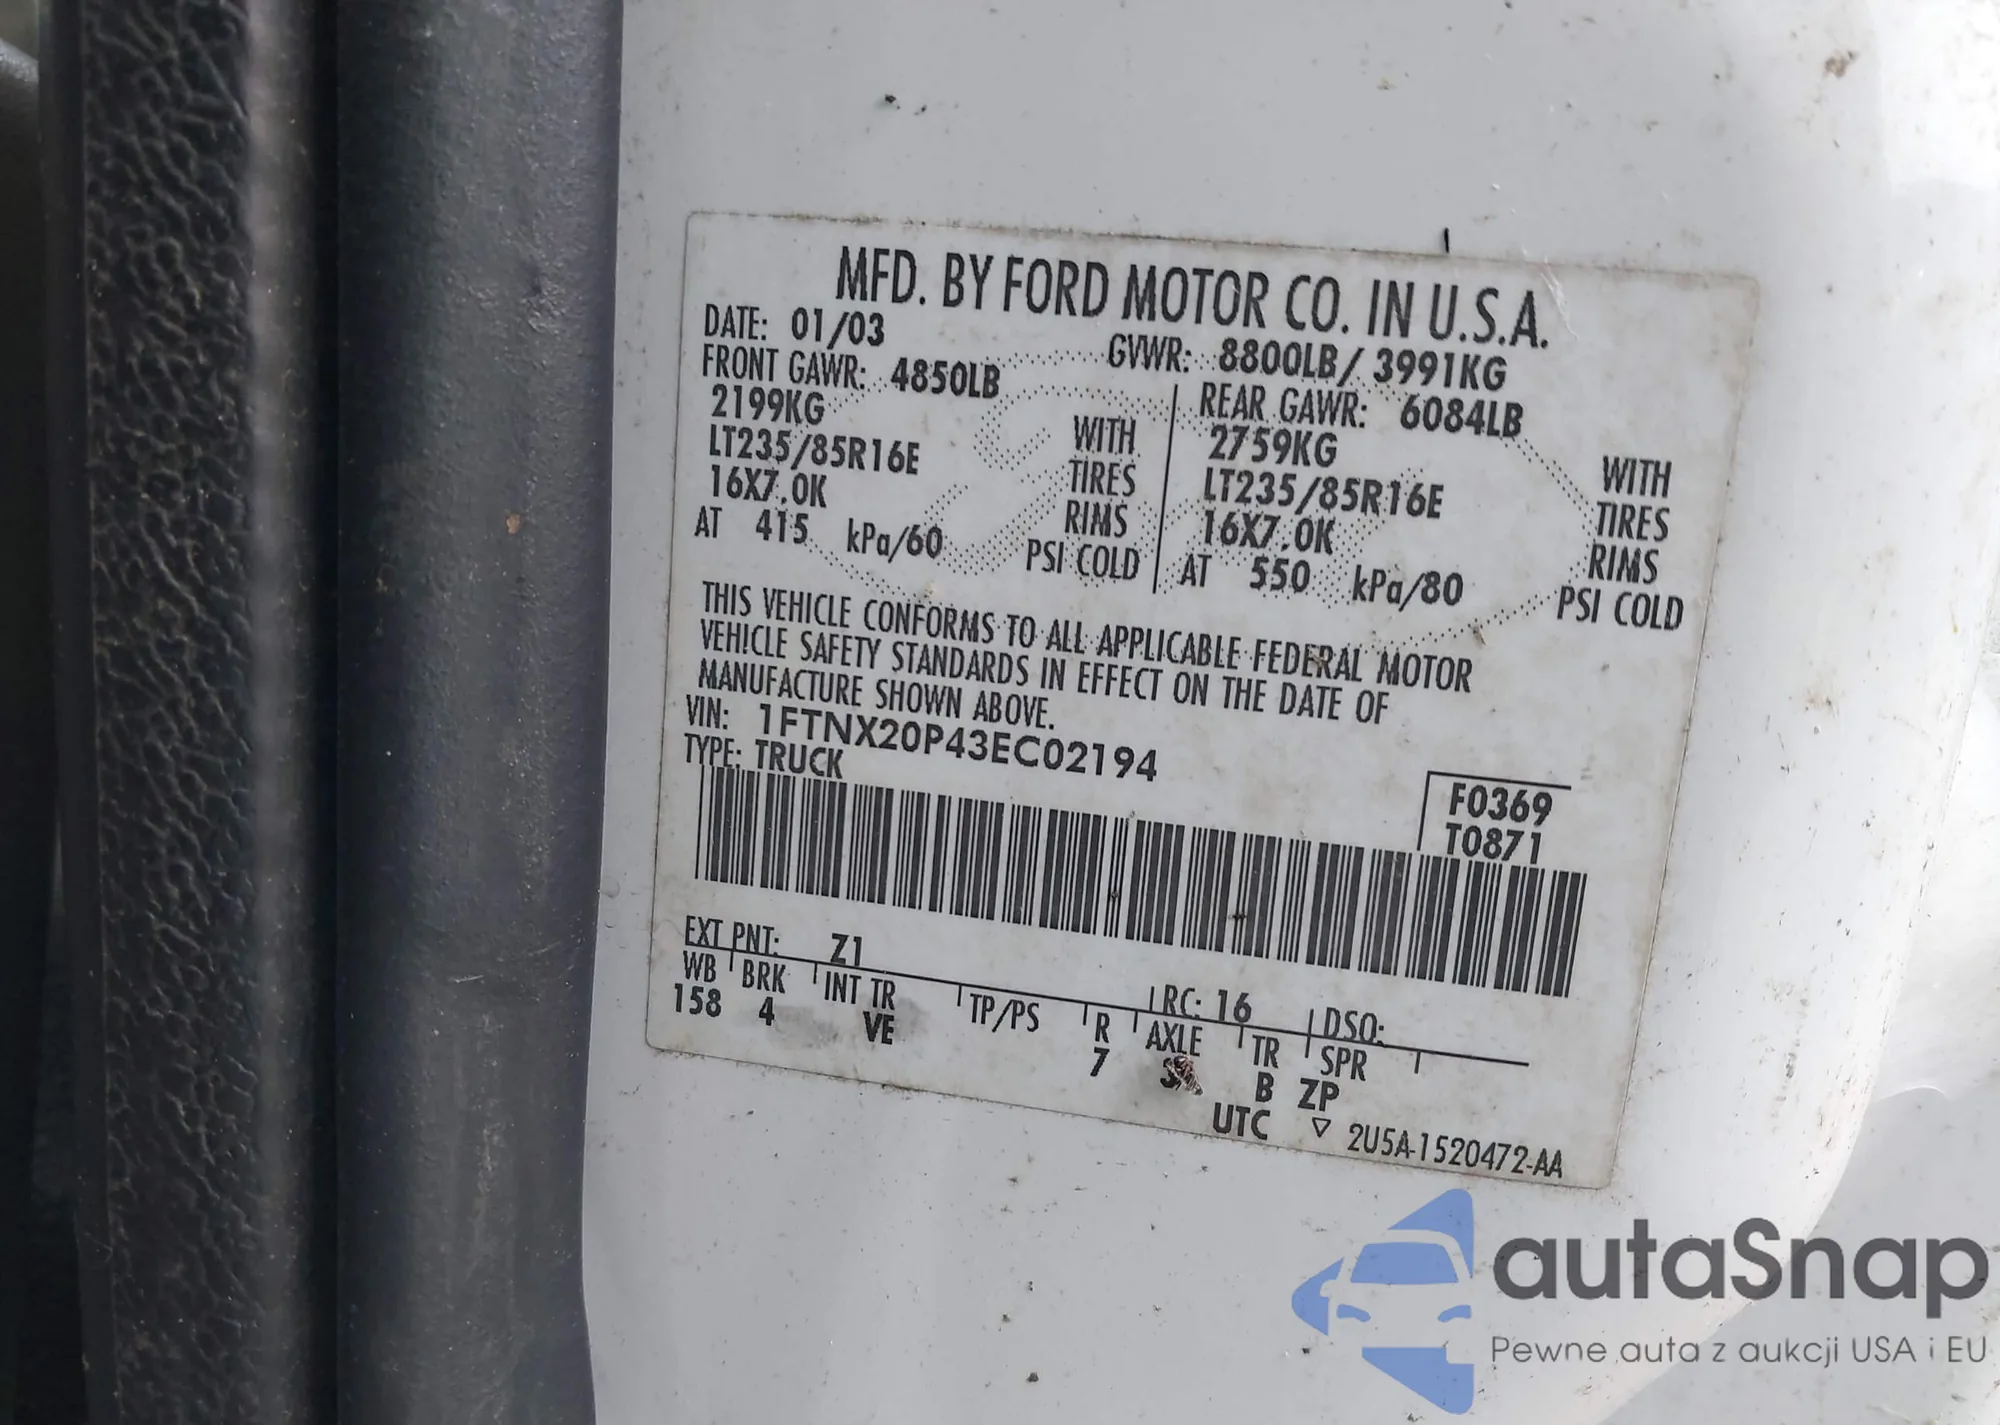 MFD. BY FORD MOTOR CO. IN U.S.A.
DATE: 01/03 GVWR: 8800LB/ 3991KG
FRONT GAWR: 4850LB REAR GAWR: 6084LB
2199KG WITH 2759KG WITH
LT235/85R16E TIRES LT235/85R16E TIRES
16X7.0K RIMS 16X7.0K RIMS
AT 415 kPa/60 PSI COLD AT 550 kPa/80 PSI COLD
THIS VEHICLE CONFORMS TO ALL APPLICABLE FEDERAL MOTOR
VEHICLE SAFETY STANDARDS IN EFFECT ON THE DATE OF
MANUFACTURE SHOWN ABOVE.
VIN: 1FTNX20P43EC02194
TYPE: TRUCK
F0369
T0871
EXT PNT: Z1 RC: 16 DSO:
WB BRK INT TR TP/PS R AXLE TR SPR
158 4 VE 7 B ZP
UTC ▽ 2U5A-1520472-AA
autaSnap
Pewne auta z aukcji USA i EU